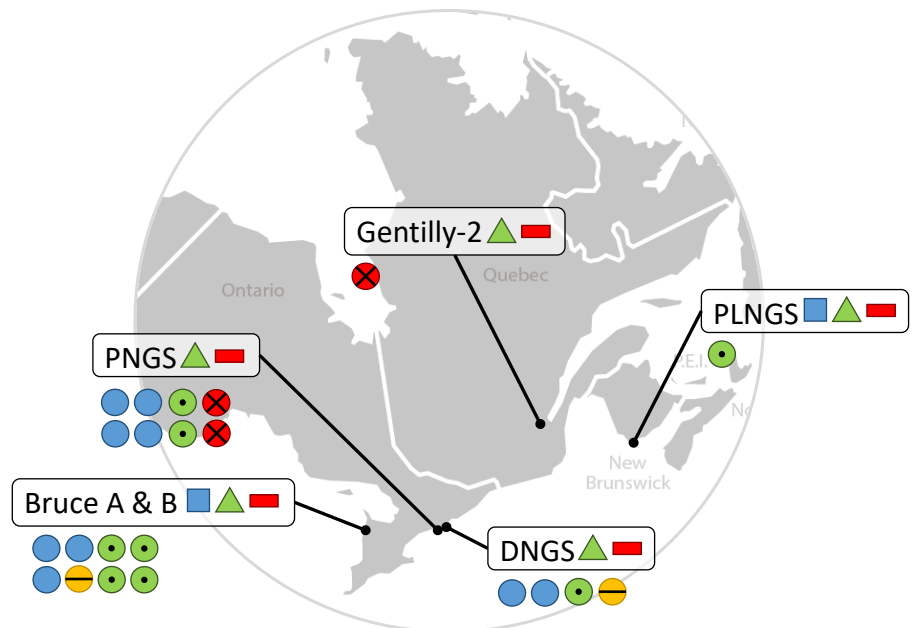 Gentilly-2
Ontario
Quebec
PLNGS
PNGS
P.E.I.
New
Brunswick
Bruce A & B
DNGS